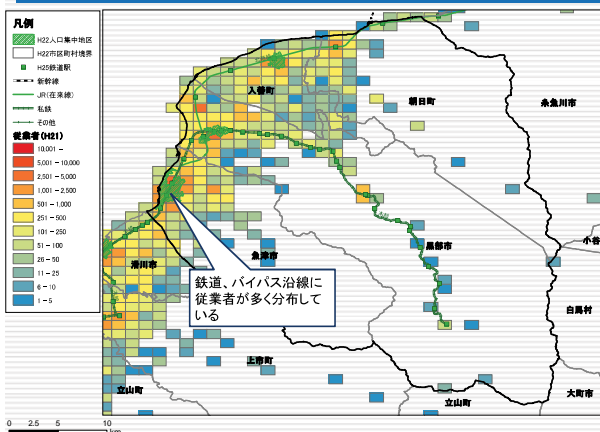 凡例
H22人口集中地区
H22市区町村境界
H25鉄道駅
新幹線
JR(在来線)
私鉄
その他
従業者(H21)
10,001 -
5,001 - 10,000
2,501 - 5,000
1,001 - 2,500
501 - 1,000
251 - 500
101 - 250
51 - 100
26 - 50
11 - 25
6 - 10
1 - 5
入善町
朝日町
糸魚川市
黒部市
小谷
魚津市
滑川市
鉄道、バイパス沿線に
従業者が多く分布して
いる
白馬村
上市町
立山町
立山町
大町市
0 2.5 5 10
km